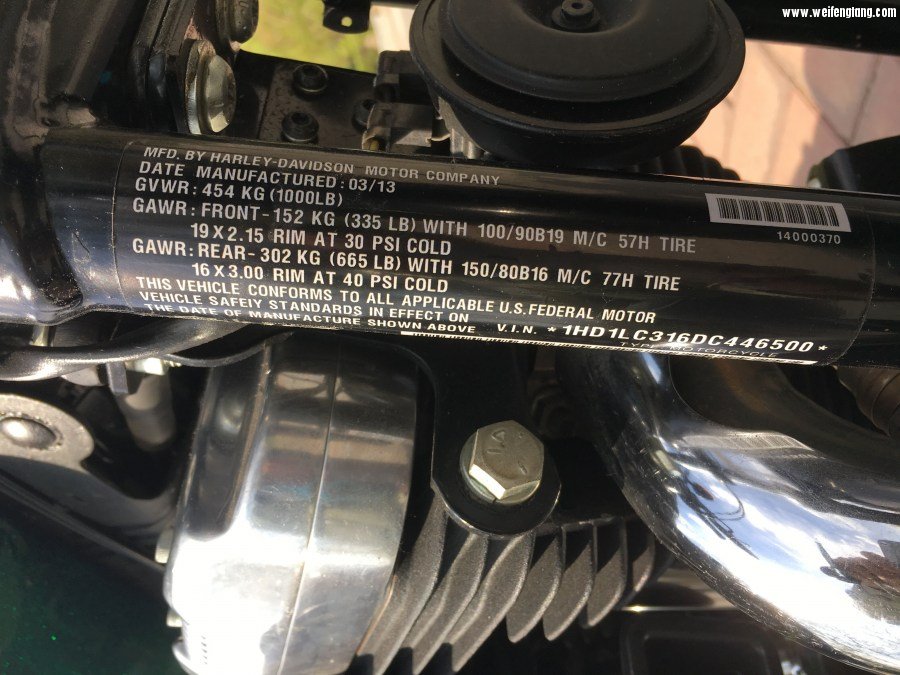 www.weifengtang.com
MFD. BY HARLEY-DAVIDSON MOTOR COMPANY
DATE MANUFACTURED: 03/13
GVWR: 454 KG (1000LB)
GAWR: FRONT-152 KG (335 LB) WITH 100/90B19 M/C 57H TIRE
19 X 2.15 RIM AT 30 PSI COLD
GAWR: REAR-302 KG (665 LB) WITH 150/80B16 M/C 77H TIRE
16 X 3.00 RIM AT 40 PSI COLD
THIS VEHICLE CONFORMS TO ALL APPLICABLE U.S.FEDERAL MOTOR
VEHICLE SAFEIY STANDARDS IN EFFECT ON
THE DATE OF MANUFACTURE SHOWN ABOVE V.I.N. *1HD1LC316DC446500*
TYPE MOTORCYCLE
14000370